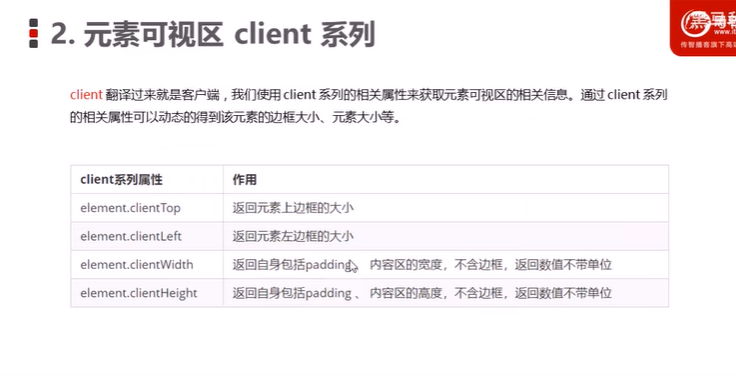 2. 元素可视区 client 系列
传智播客旗下高端
client 翻译过来就是客户端，我们使用 client 系列的相关属性来获取元素可视区的相关信息。通过 client 系列
的相关属性可以动态的得到该元素的边框大小、元素大小等。
client系列属性 作用
element.clientTop 返回元素上边框的大小
element.clientLeft 返回元素左边框的大小
element.clientWidth 返回自身包括padding 、 内容区的宽度，不含边框，返回数值不带单位
element.clientHeight 返回自身包括padding 、 内容区的高度，不含边框，返回数值不带单位